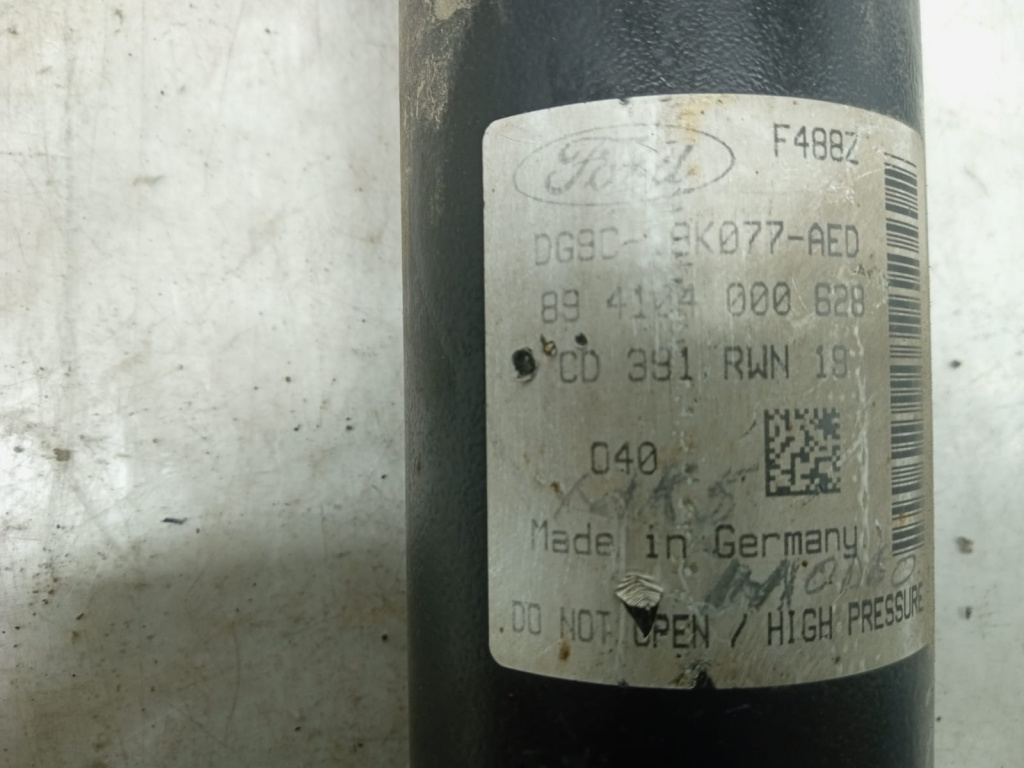 Ford F488Z
DG9C-18K077-AED
89 4104 000 628
CD 391 RWN 19
040
Made in Germany
DO NOT OPEN / HIGH PRESSURE